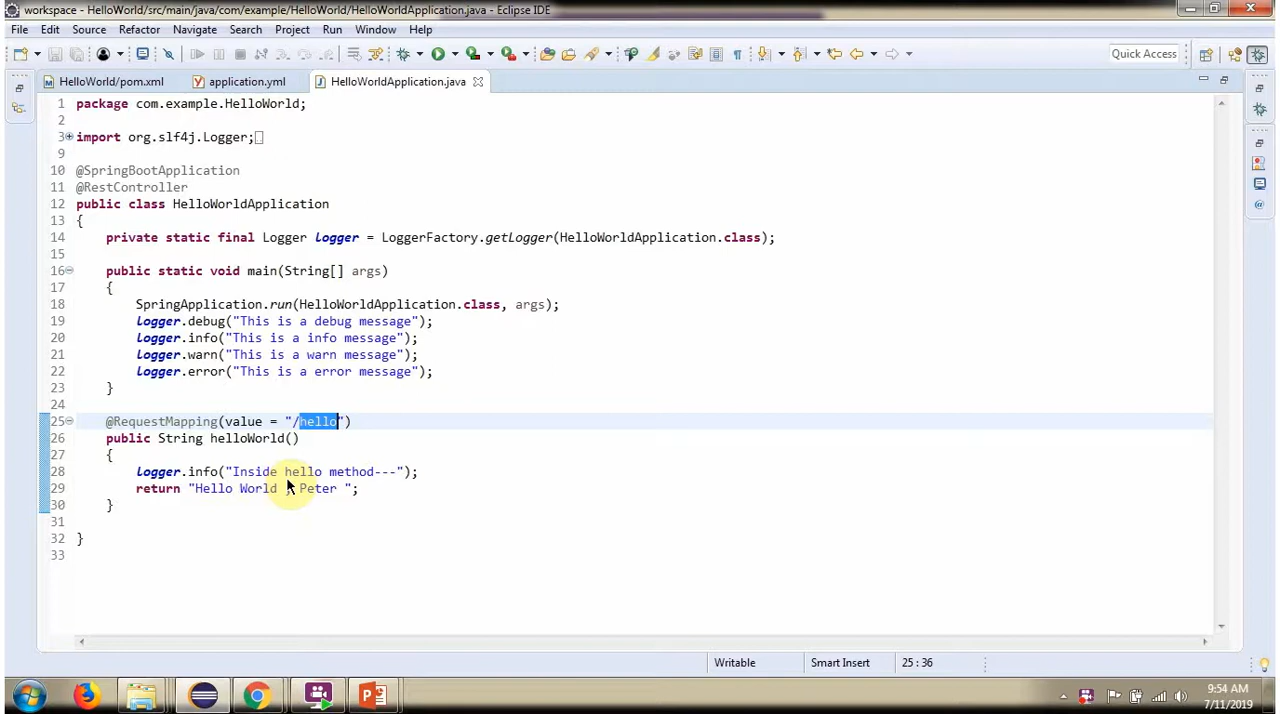 workspace - HelloWorld/src/main/java/com/example/HelloWorld/HelloWorldApplication.java - Eclipse IDE
File Edit Source Refactor Navigate Search Project Run Window Help
Quick Access
HelloWorld/pom.xml application.yml HelloWorldApplication.java
1 package com.example.HelloWorld;
2
3 import org.slf4j.Logger;
9
10 @SpringBootApplication
11 @RestController
12 public class HelloWorldApplication
13 {
14 private static final Logger logger = LoggerFactory.getLogger(HelloWorldApplication.class);
15
16 public static void main(String[] args)
17 {
18 SpringApplication.run(HelloWorldApplication.class, args);
19 logger.debug("This is a debug message");
20 logger.info("This is a info message");
21 logger.warn("This is a warn message");
22 logger.error("This is a error message");
23 }
24
25 @RequestMapping(value = "/hello")
26 public String helloWorld()
27 {
28 logger.info("Inside hello method---");
29 return "Hello World , Peter ";
30 }
31
32 }
33
Writable Smart Insert 25 : 36
9:54 AM
7/11/2019